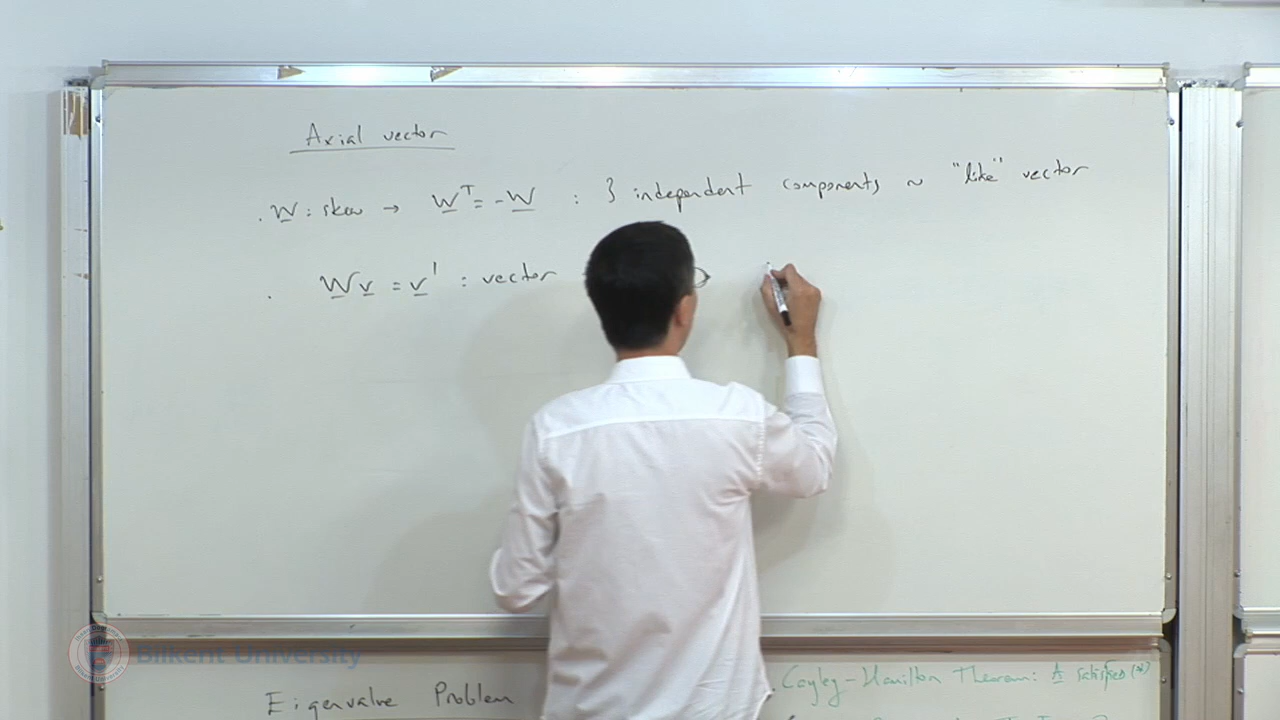 Axial vector
. W : skew → W^T = -W : 3 independent components ~ "like" vector
. W v = v' : vector
Bilkent University
Eigenvalue Problem
. Cayley-Hamilton Theorem: A satisfies (*)